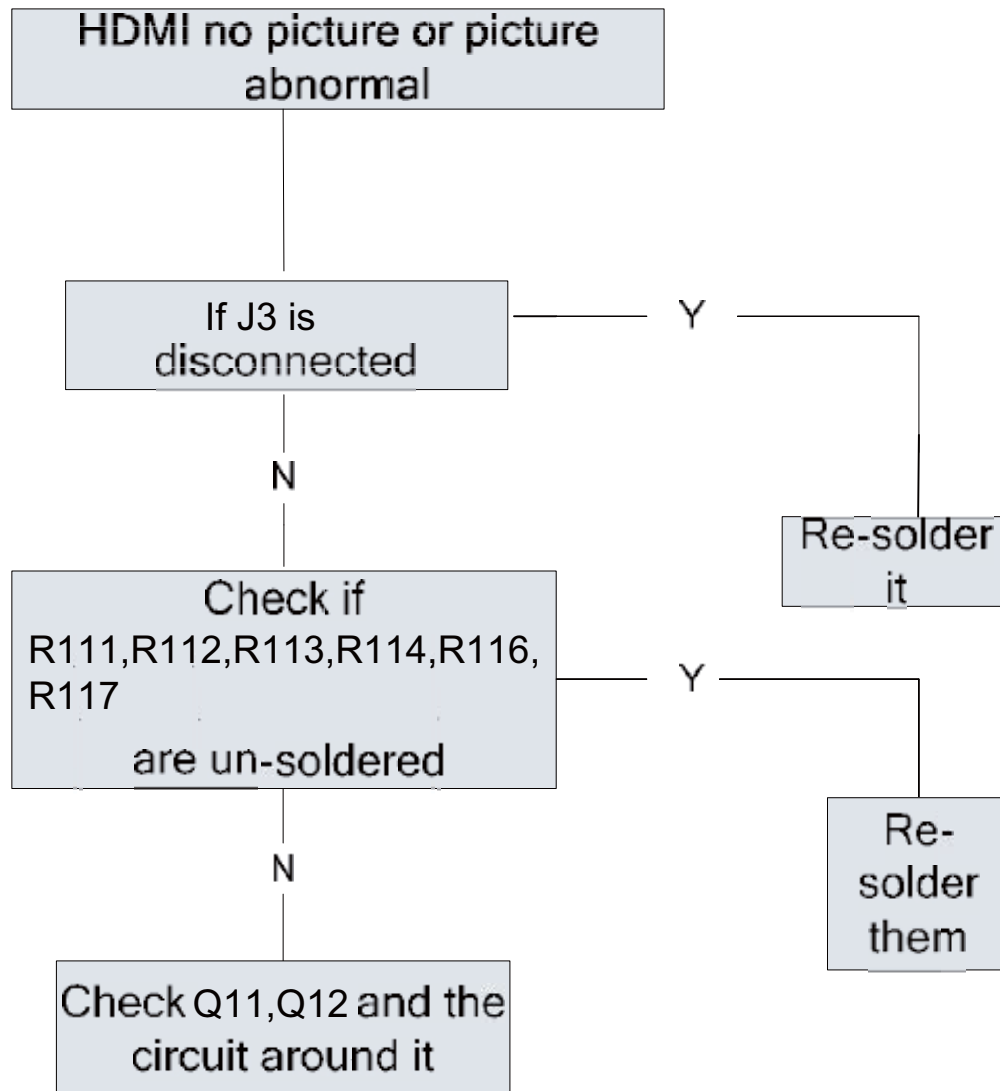 HDMI no picture or picture
abnormal
If J3 is
disconnected
Y
N
Re-solder
it
Check if
R111,R112,R113,R114,R116,
R117
are un-soldered
Y
N
Re-
solder
them
Check Q11,Q12 and the
circuit around it